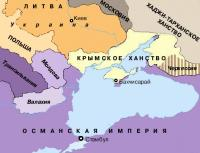 ЛИТВА
МОСКОВИЯ
Киев
Украина
ХАДЖИ-ТАРХАНСКОЕ
ХАНСТВО
ПОЛЬША
КРЫМСКОЕ ХАНСТВО
Молдова
Трансильвания
Бахчисарай
Валахия
ОСМАНСКАЯ ИМПЕРИЯ
Стамбул